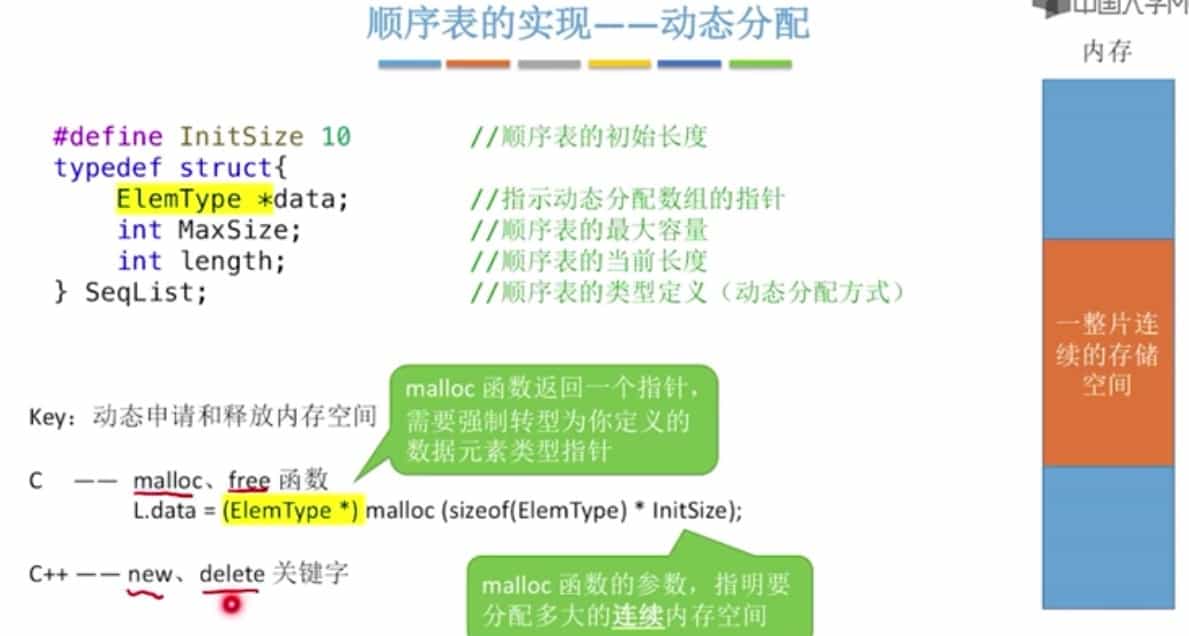 顺序表的实现——动态分配
内存
#define InitSize 10 //顺序表的初始长度
typedef struct{
ElemType *data; //指示动态分配数组的指针
int MaxSize; //顺序表的最大容量
int length; //顺序表的当前长度
} SeqList; //顺序表的类型定义（动态分配方式）
一整片连
续的存储
空间
malloc 函数返回一个指针，
需要强制转型为你定义的
数据元素类型指针
Key：动态申请和释放内存空间
C —— malloc、free 函数
L.data = (ElemType *) malloc (sizeof(ElemType) * InitSize);
C++ —— new、delete 关键字
malloc 函数的参数，指明要
分配多大的连续内存空间